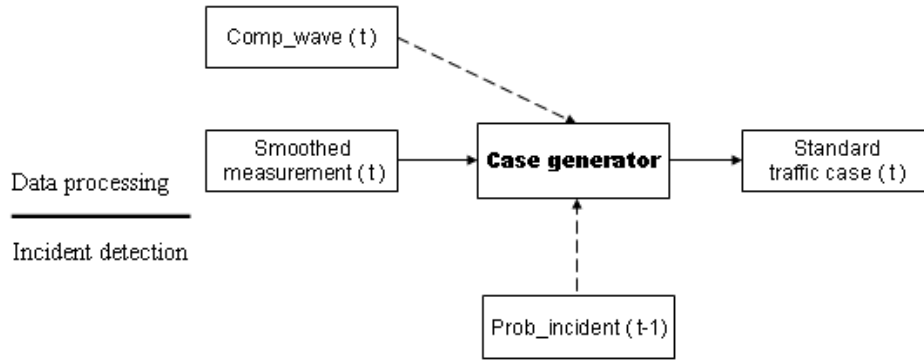 Comp_wave (t)
Smoothed
measurement (t)
Case generator
Standard
traffic case (t)
Data processing
Incident detection
Prob_incident (t-1)